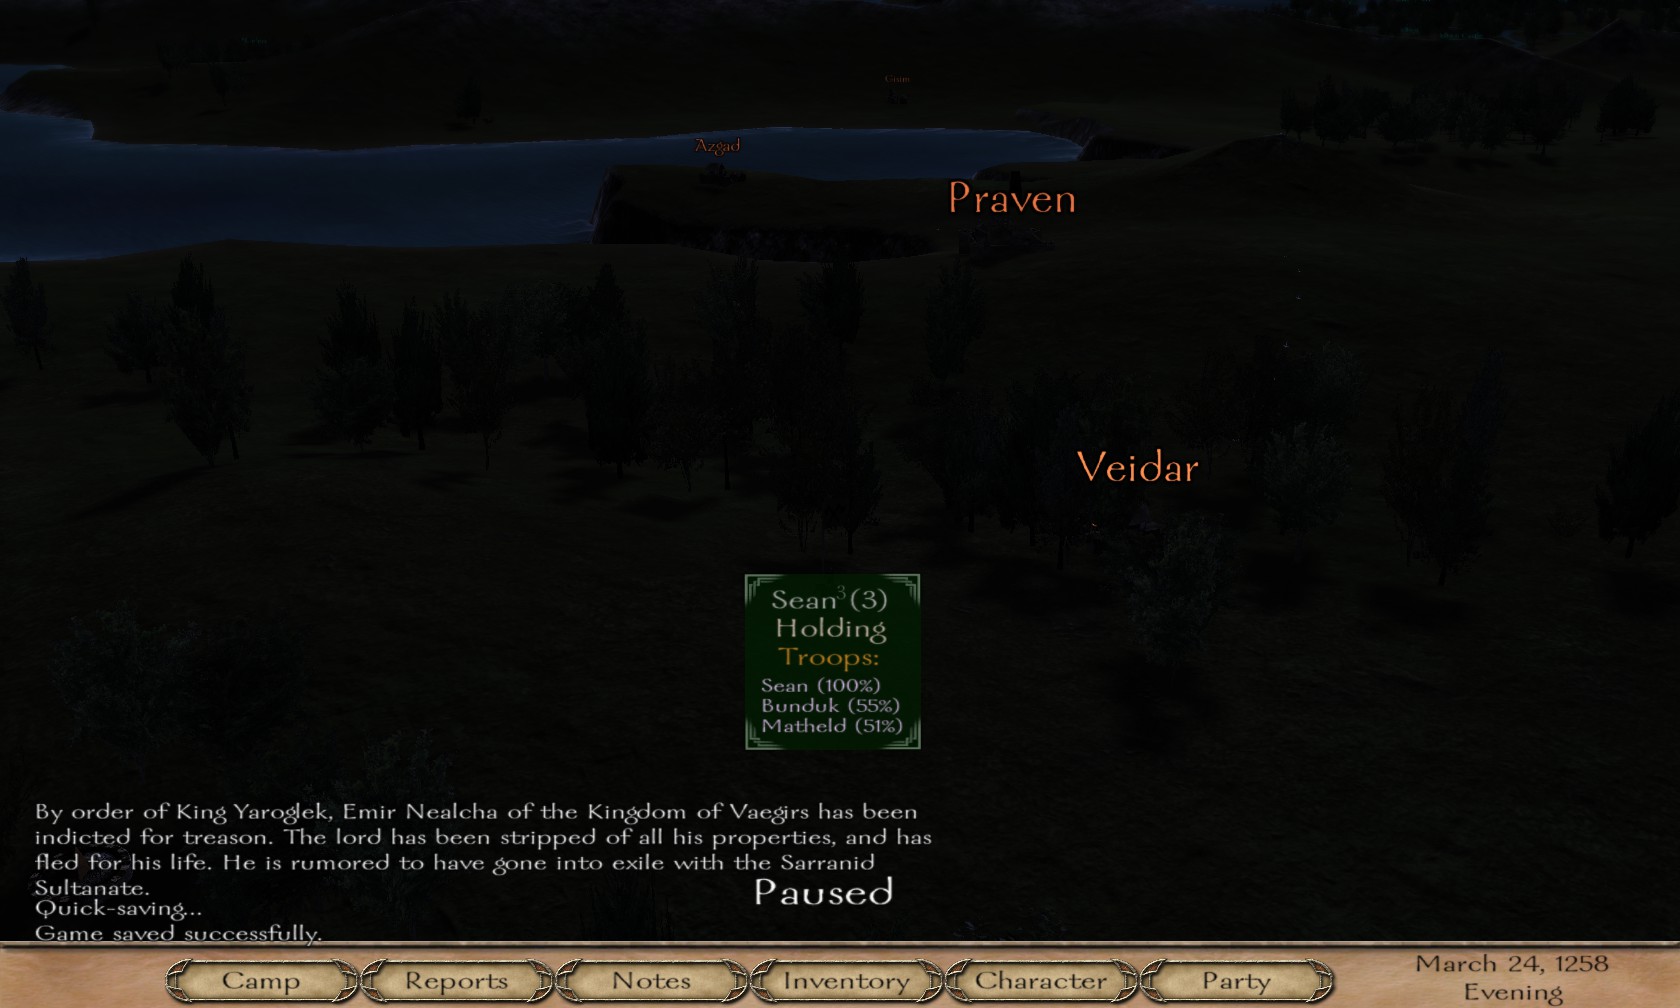 Azgad
Praven
Veidar
Sean (3)
3
Holding
Troops:
Sean (100%)
Bunduk (55%)
Matheld (51%)
By order of King Yaroglek, Emir Nealcha of the Kingdom of Vaegirs has been
indicted for treason. The lord has been stripped of all his properties, and has
fled for his life. He is rumored to have gone into exile with the Sarranid
Sultanate.
Quick-saving...
Game saved successfully.
Paused
Camp
Reports
Notes
Inventory
Character
Party
March 24, 1258
Evening